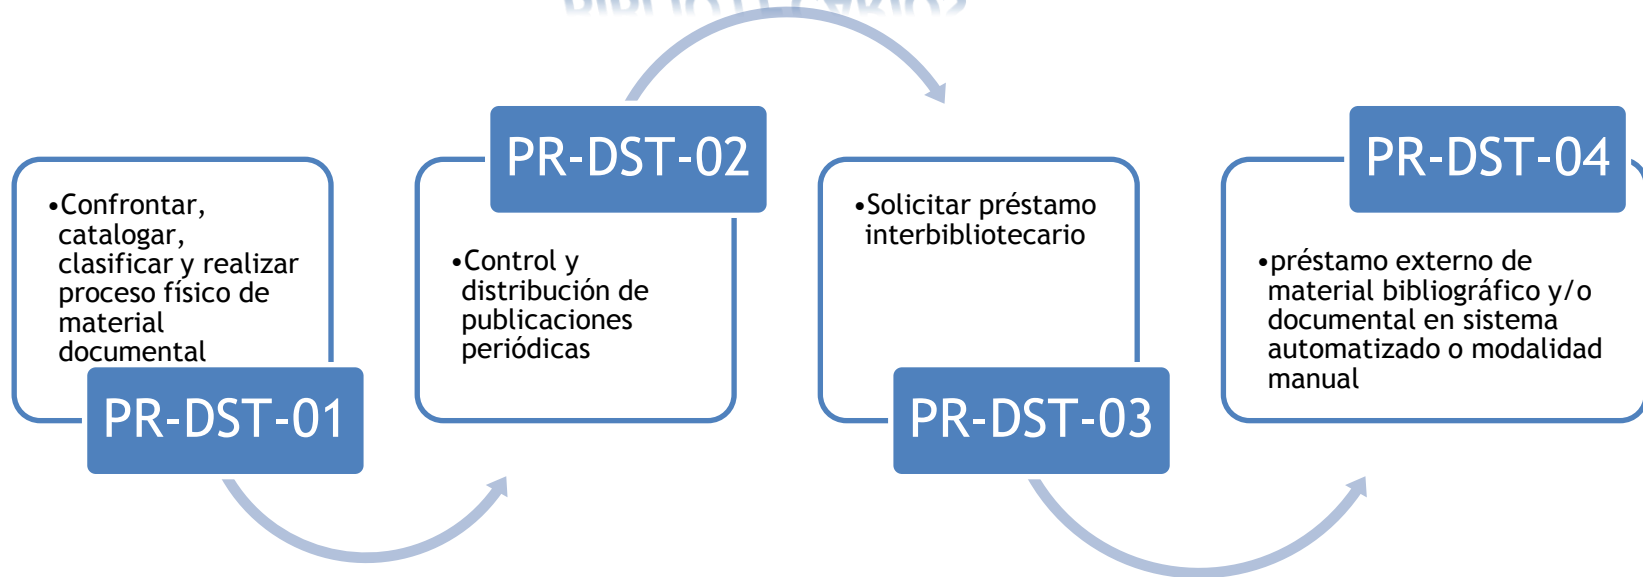 BIBLIOTECARIOS
•Confrontar,
catalogar,
clasificar y realizar
proceso físico de
material
documental
PR-DST-01
PR-DST-02
•Control y
distribución de
publicaciones
periódicas
•Solicitar préstamo
interbibliotecario
PR-DST-03
PR-DST-04
•préstamo externo de
material bibliográfico y/o
documental en sistema
automatizado o modalidad
manual